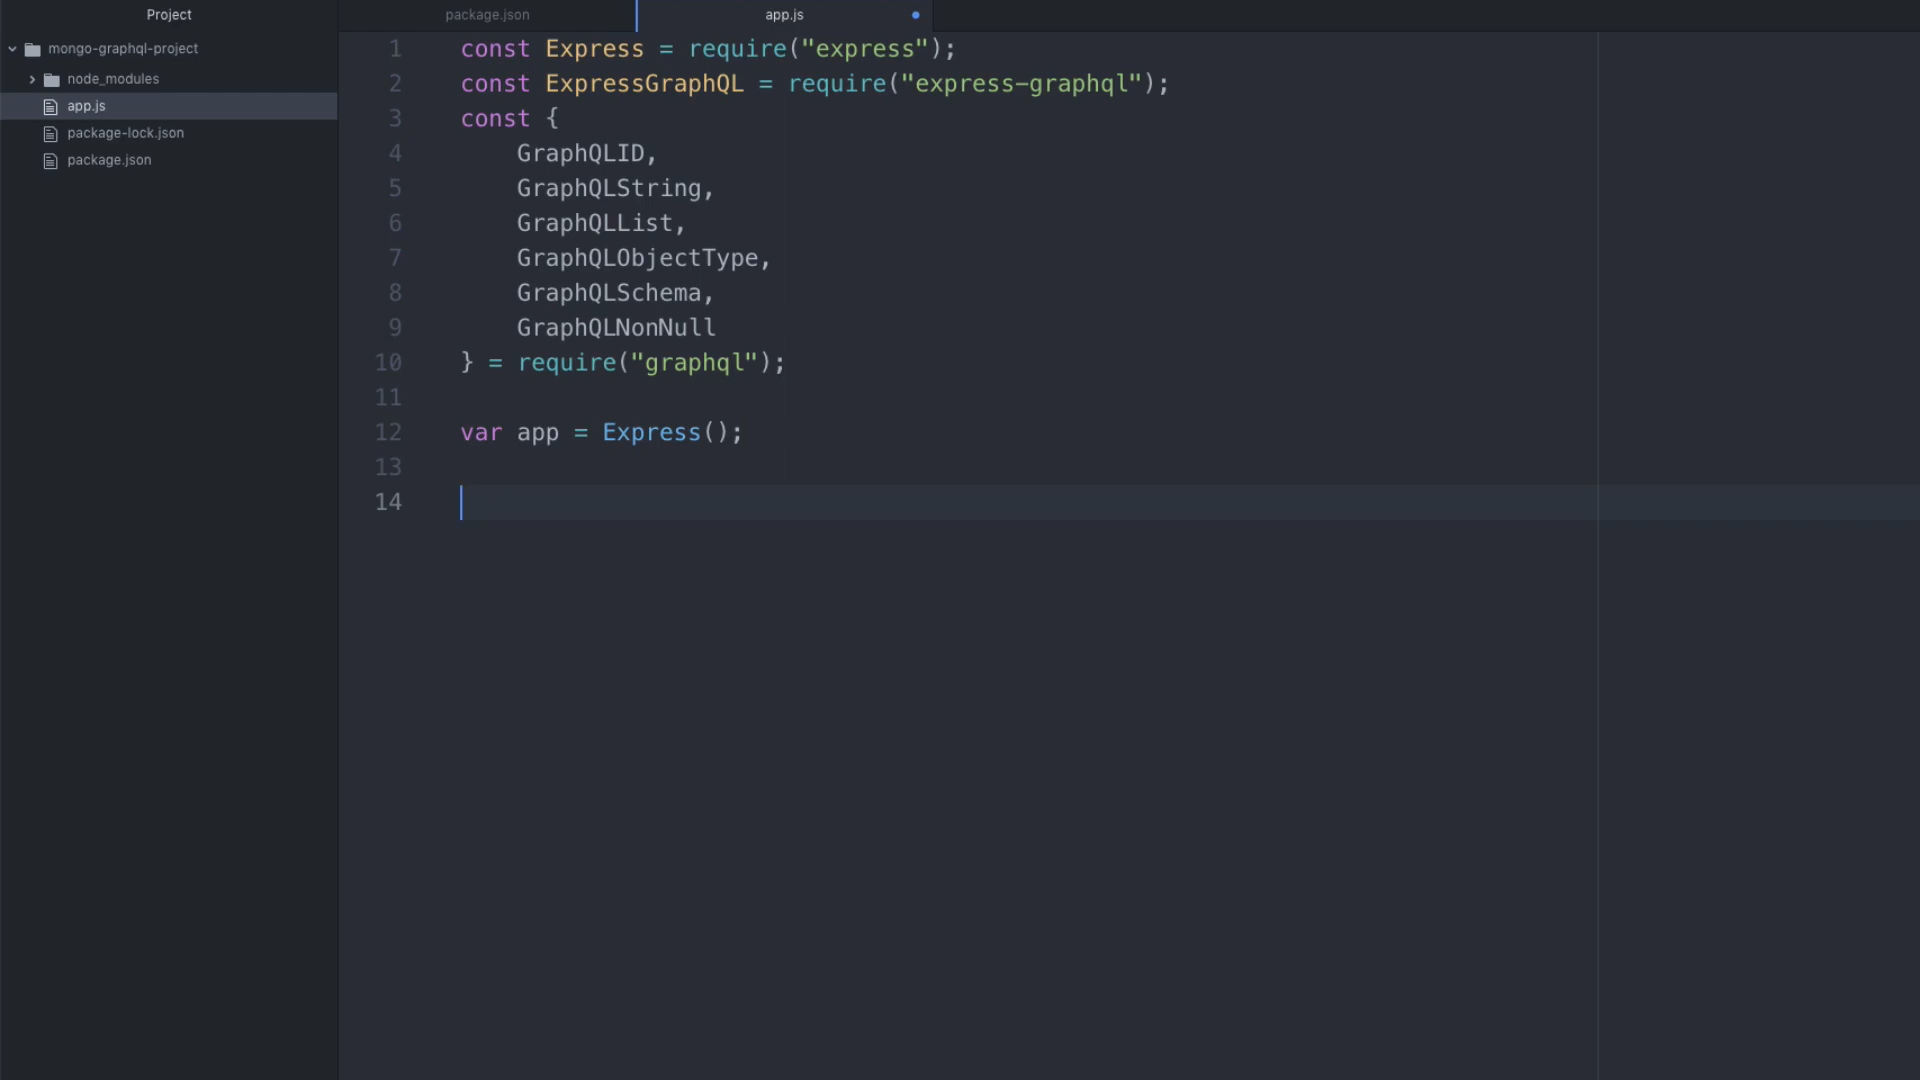 Project
mongo-graphql-project
node_modules
app.js
package-lock.json
package.json
package.json
app.js
1 const Express = require("express");
2 const ExpressGraphQL = require("express-graphql");
3 const {
4 GraphQLID,
5 GraphQLString,
6 GraphQLList,
7 GraphQLObjectType,
8 GraphQLSchema,
9 GraphQLNonNull
10 } = require("graphql");
11
12 var app = Express();
13
14